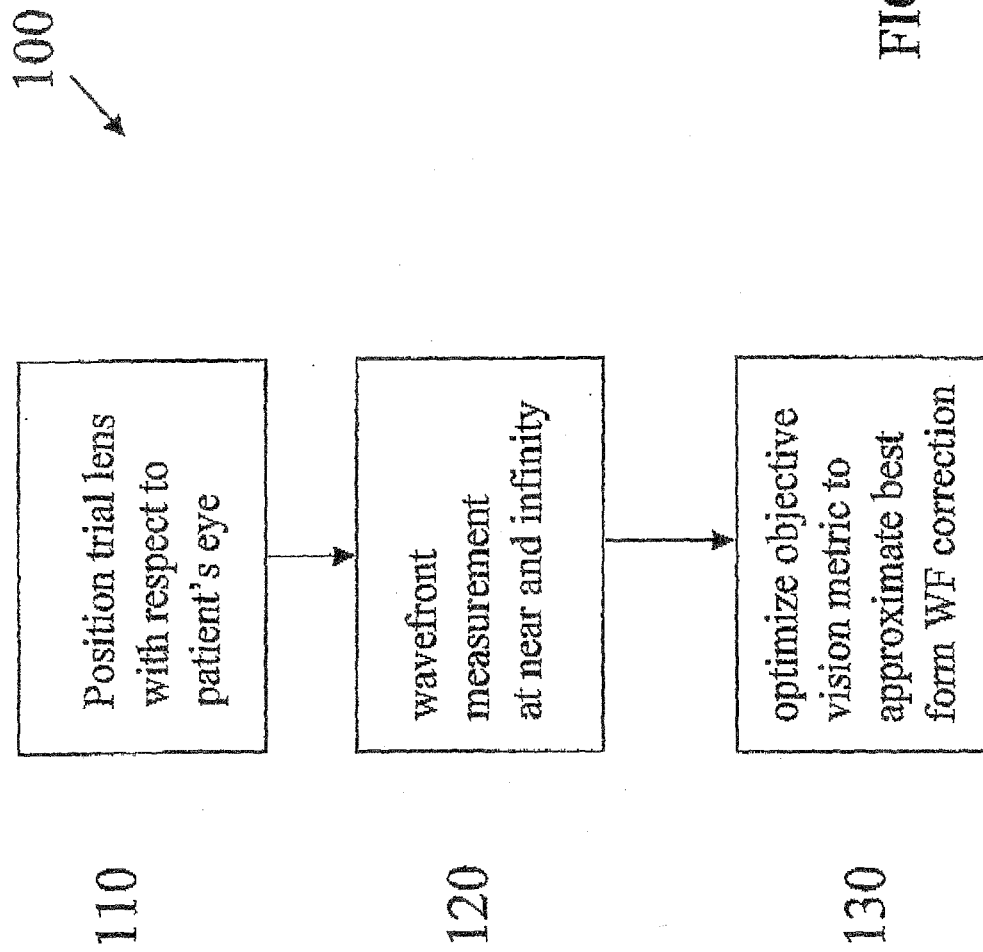 100
110
Position trial lens
with respect to
patient's eye
120
wavefront
measurement
at near and infinity
130
optimize objective
vision metric to
approximate best
form WF correction